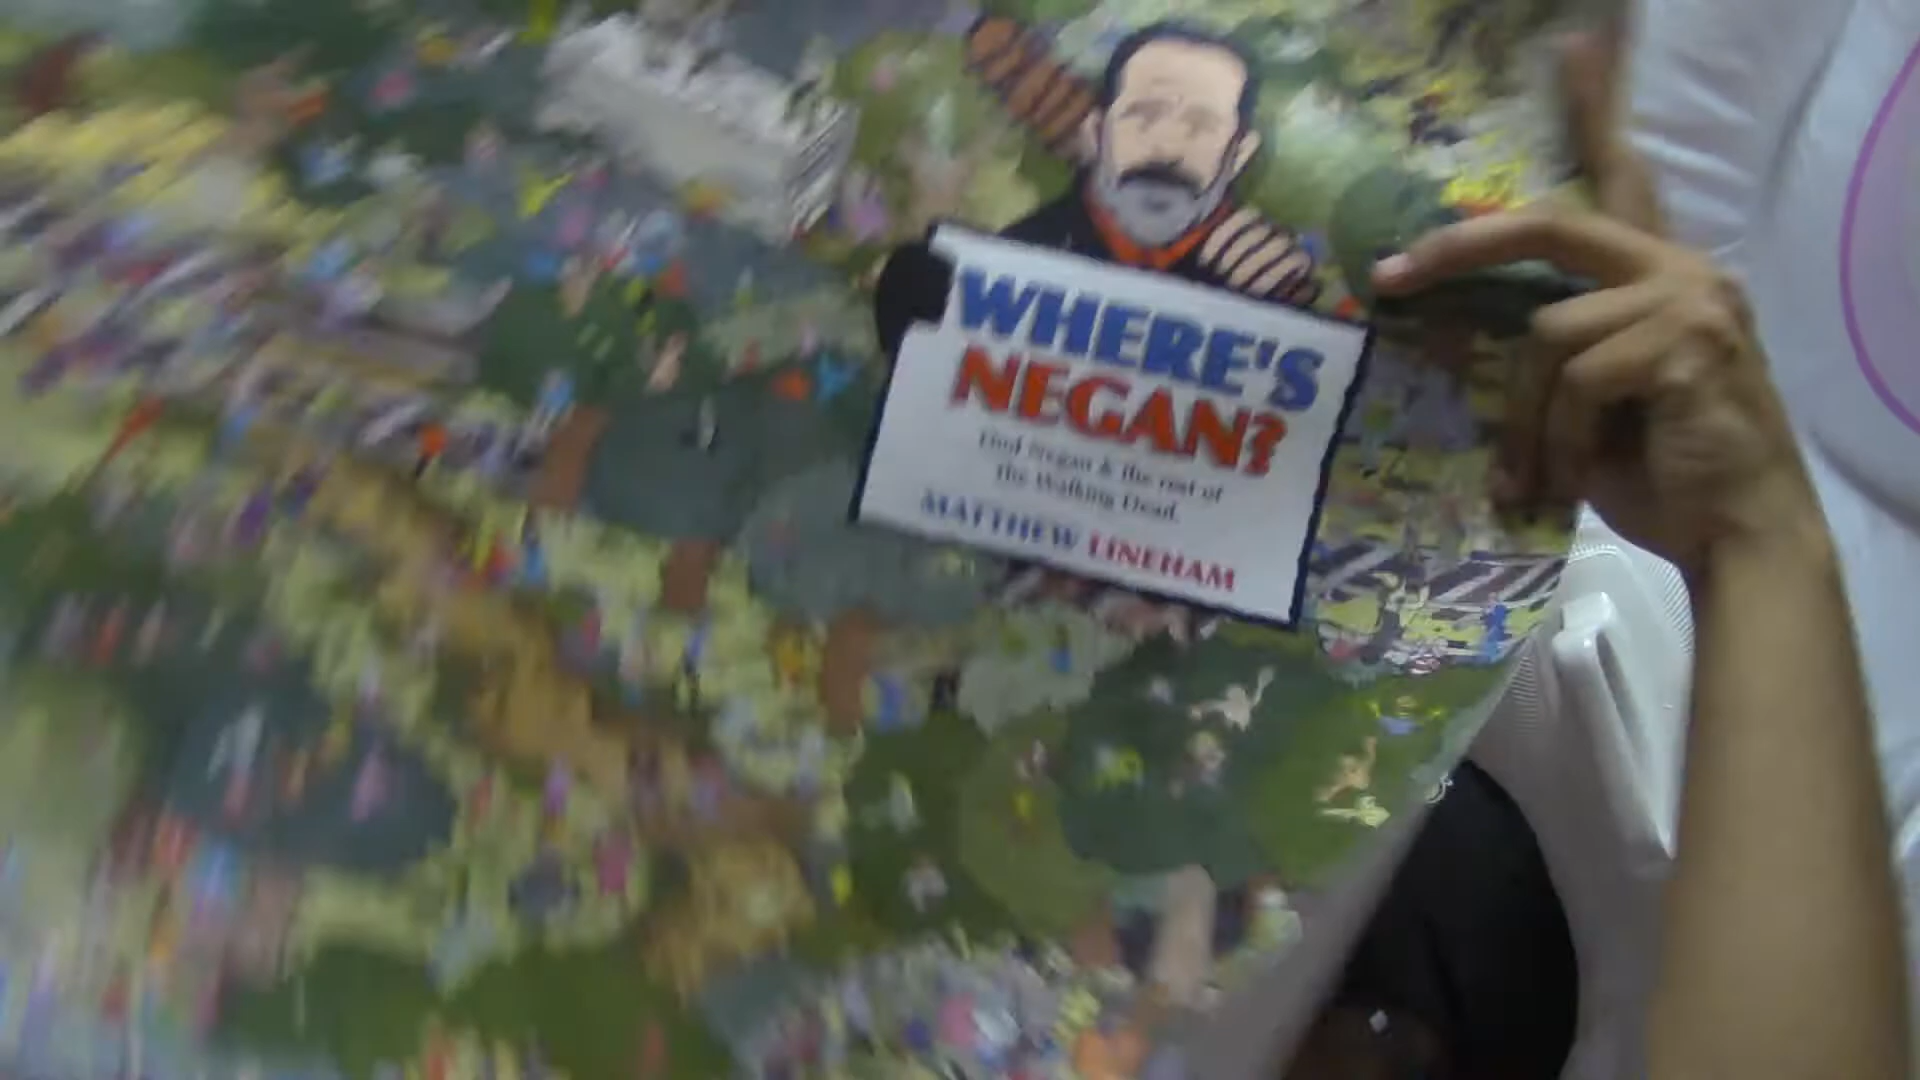 WHERE'S
NEGAN?
Find Negan & the rest of
The Walking Dead.
MATTHEW LINEHAM